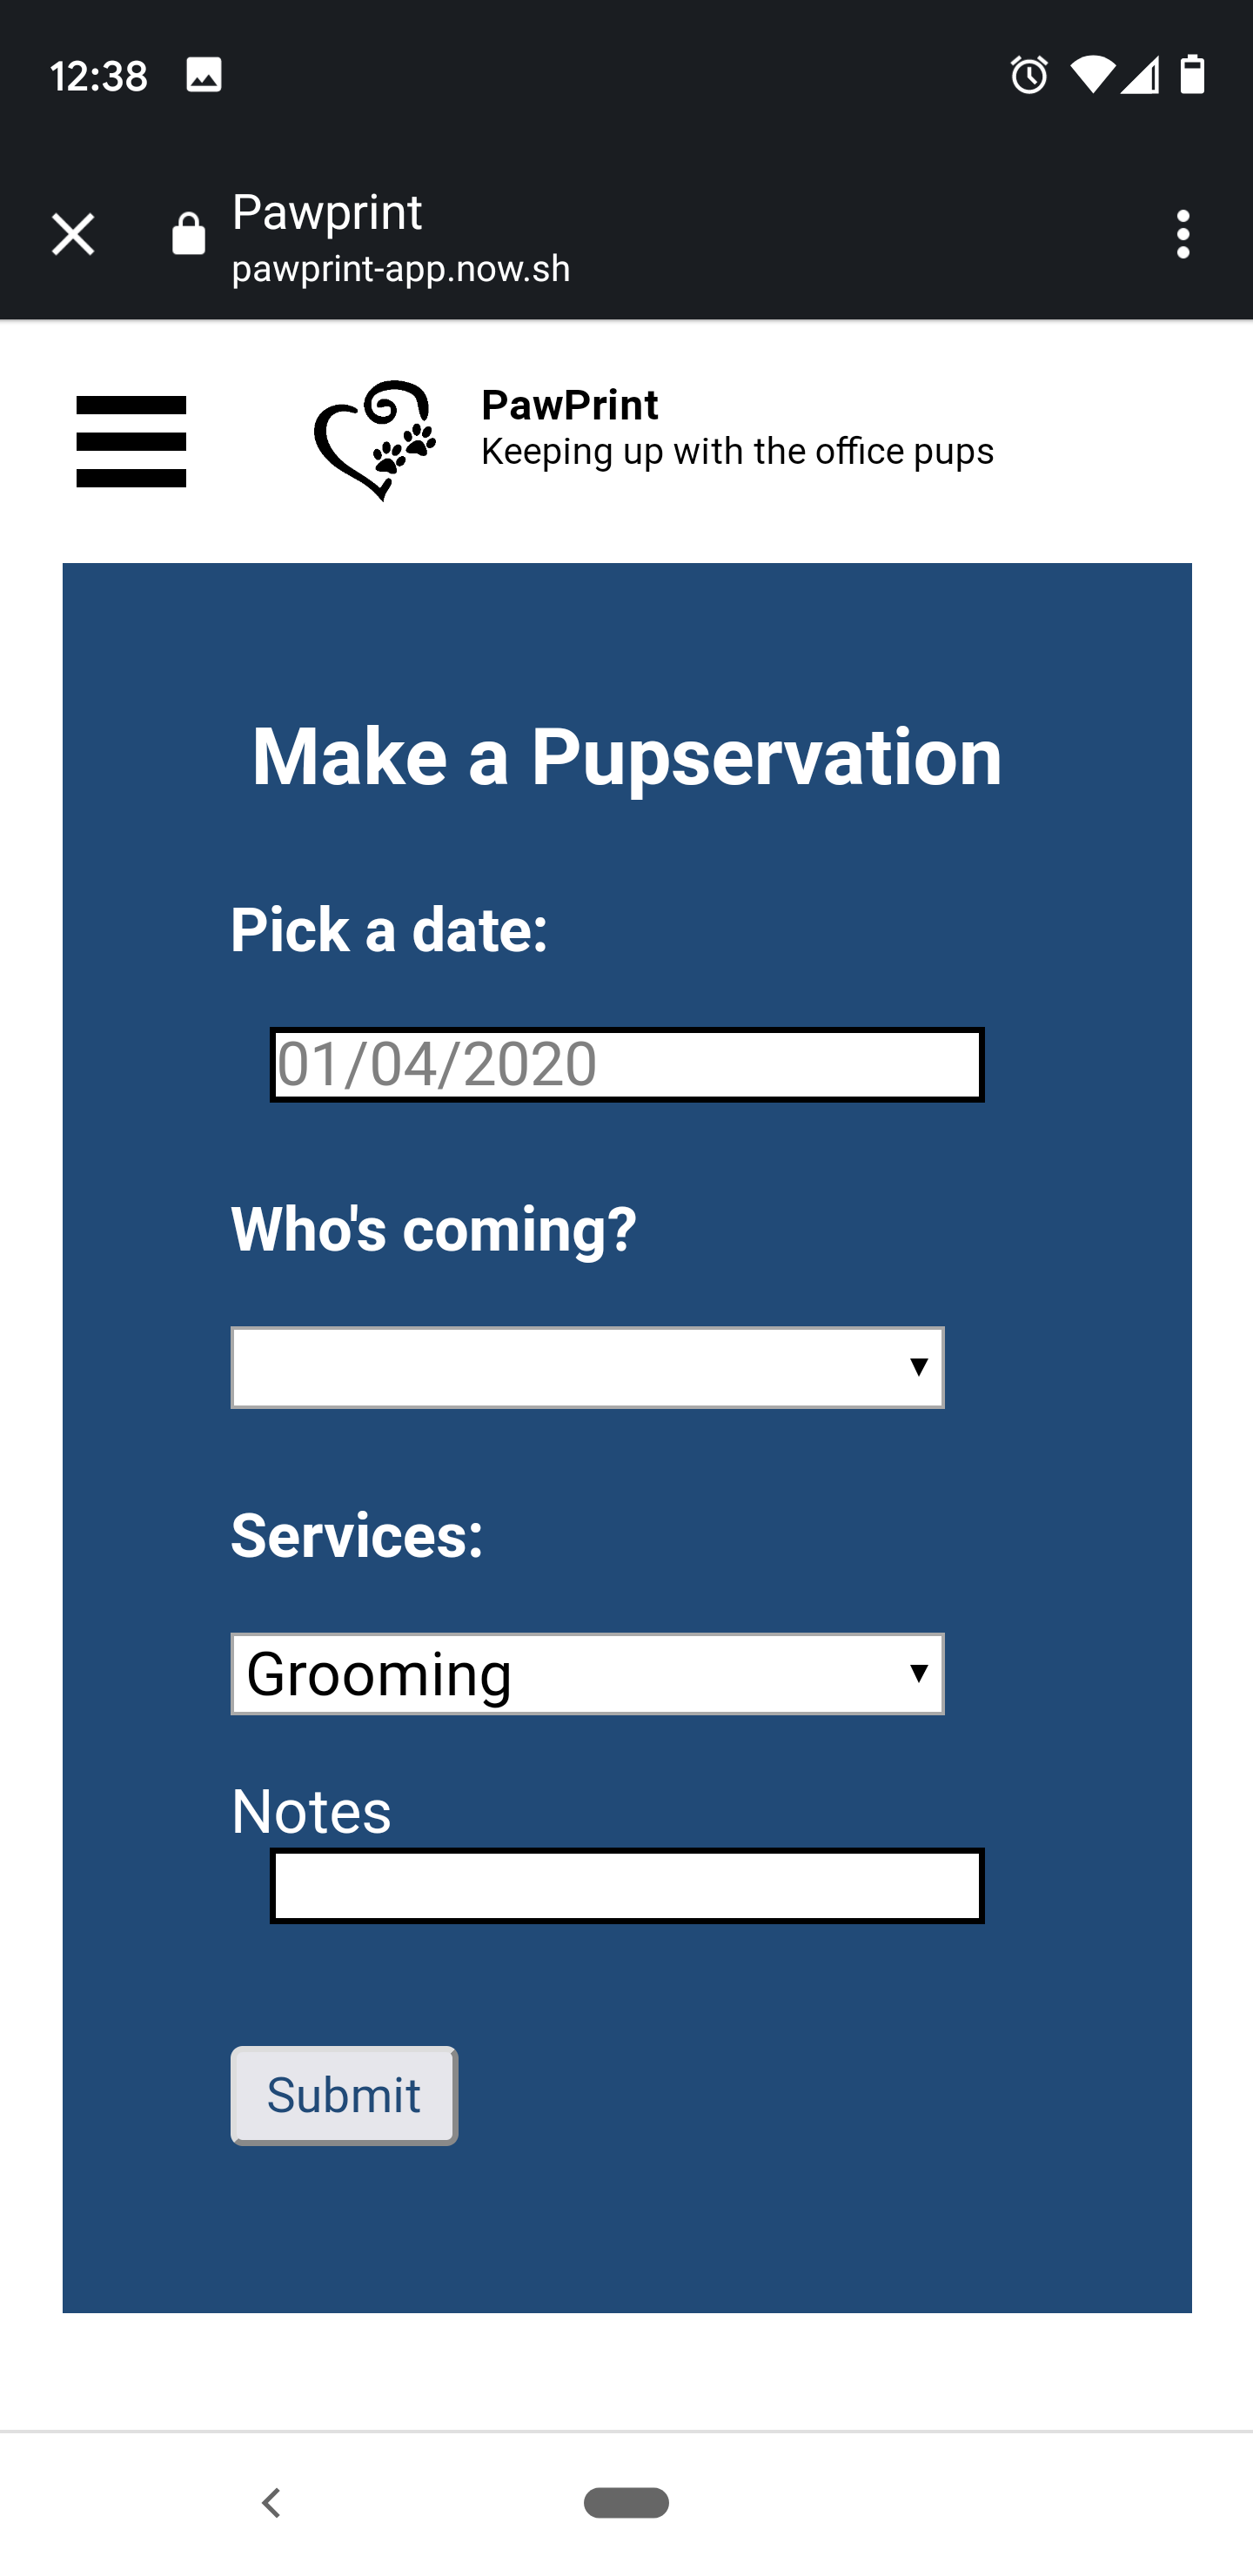 12:38
Pawprint
pawprint-app.now.sh
PawPrint
Keeping up with the office pups
Make a Pupservation
Pick a date:
01/04/2020
Who's coming?
Services:
Grooming
Notes
Submit